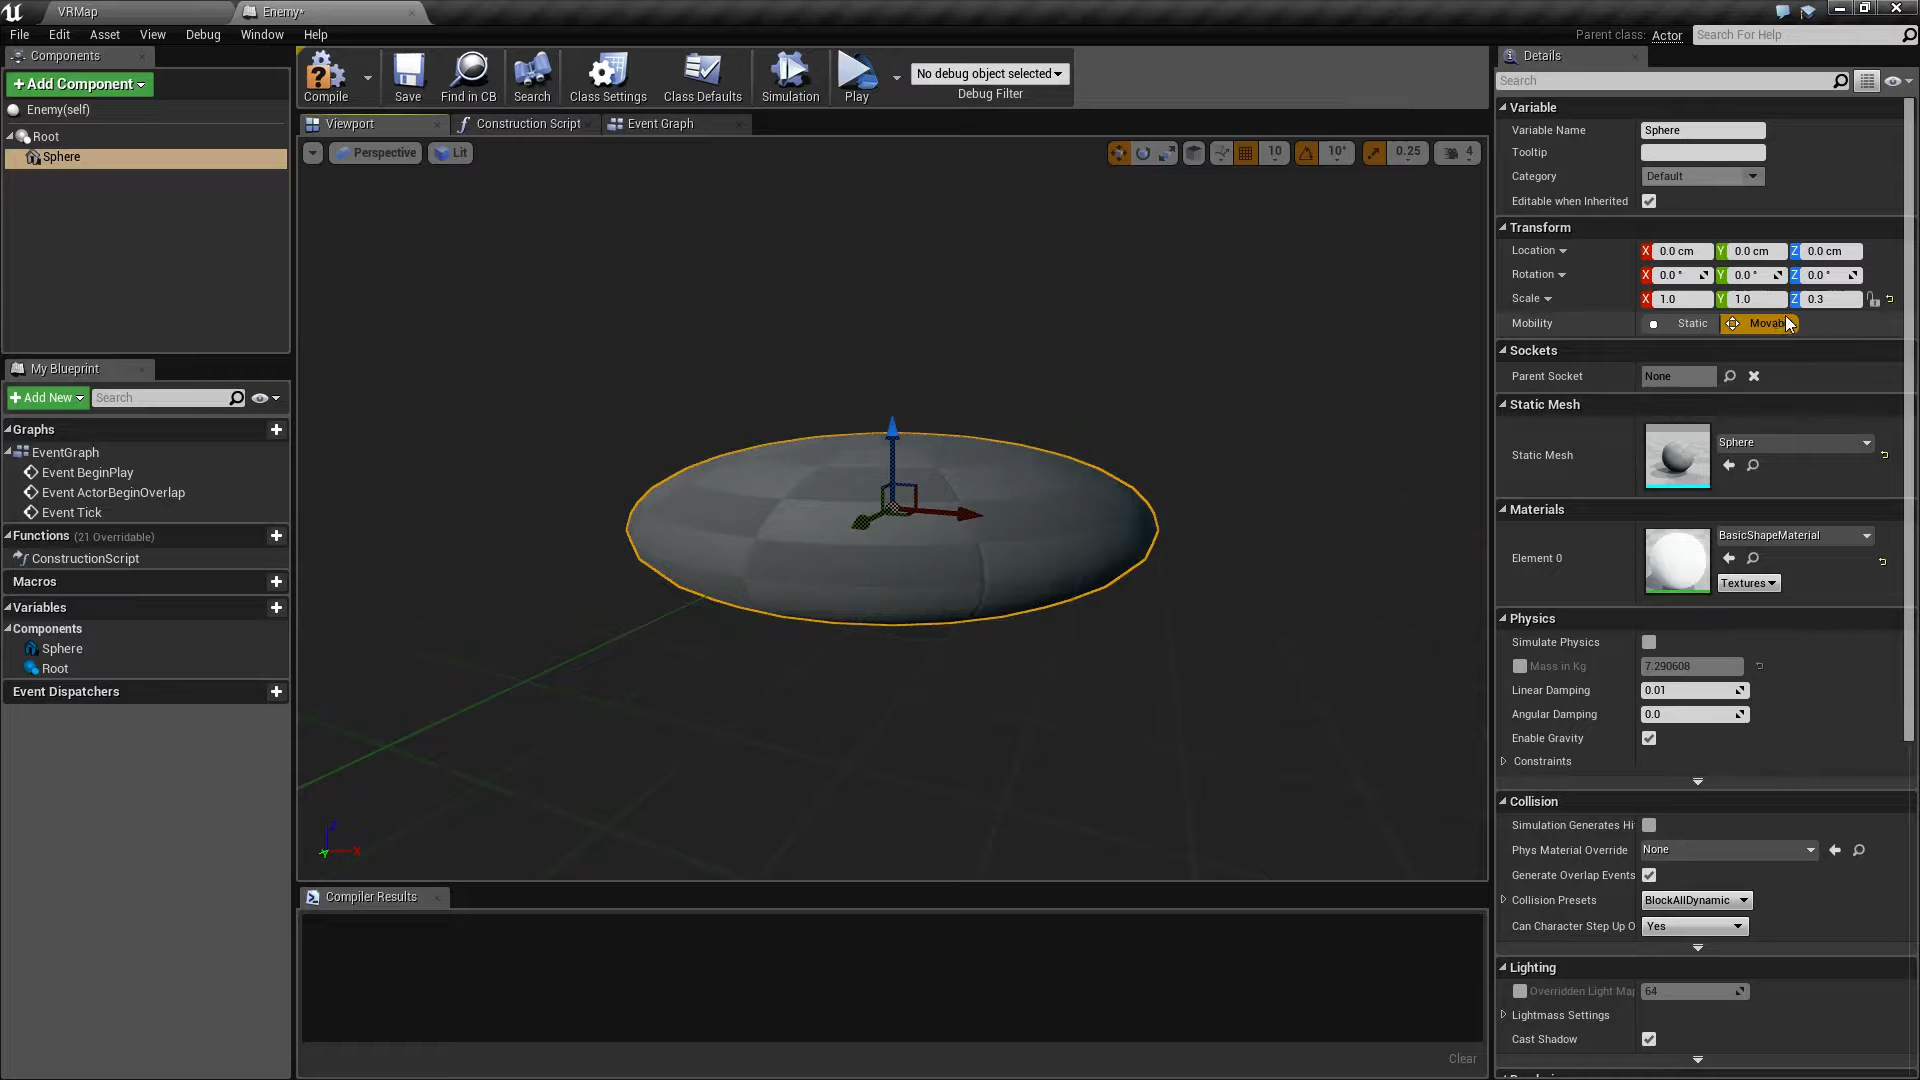 VRMap
Enemy*
File Edit Asset View Debug Window Help
Parent class: Actor
Search For Help
Components
Add Component
Enemy(self)
Root
Sphere
Compile
Save
Find in CB
Search
Class Settings
Class Defaults
Simulation
Play
No debug object selected
Debug Filter
Viewport
Construction Script
Event Graph
Perspective
Lit
10
10°
0.25
4
X
Z
Y
My Blueprint
Add New
Search
Graphs
EventGraph
Event BeginPlay
Event ActorBeginOverlap
Event Tick
Functions (21 Overridable)
ConstructionScript
Macros
Variables
Components
Sphere
Root
Event Dispatchers
Compiler Results
Clear
Details
Search
Variable
Variable Name Sphere
Tooltip
Category Default
Editable when Inherited
Transform
Location X 0.0 cm Y 0.0 cm Z 0.0 cm
Rotation X 0.0 ° Y 0.0 ° Z 0.0 °
Scale X 1.0 Y 1.0 Z 0.3
Mobility Static Movab
Sockets
Parent Socket None
Static Mesh
Static Mesh Sphere
Materials
Element 0 BasicShapeMaterial
Textures
Physics
Simulate Physics
Mass in Kg 7.290608
Linear Damping 0.01
Angular Damping 0.0
Enable Gravity
Constraints
Collision
Simulation Generates Hi
Phys Material Override None
Generate Overlap Events
Collision Presets BlockAllDynamic
Can Character Step Up O Yes
Lighting
Overridden Light Map 64
Lightmass Settings
Cast Shadow